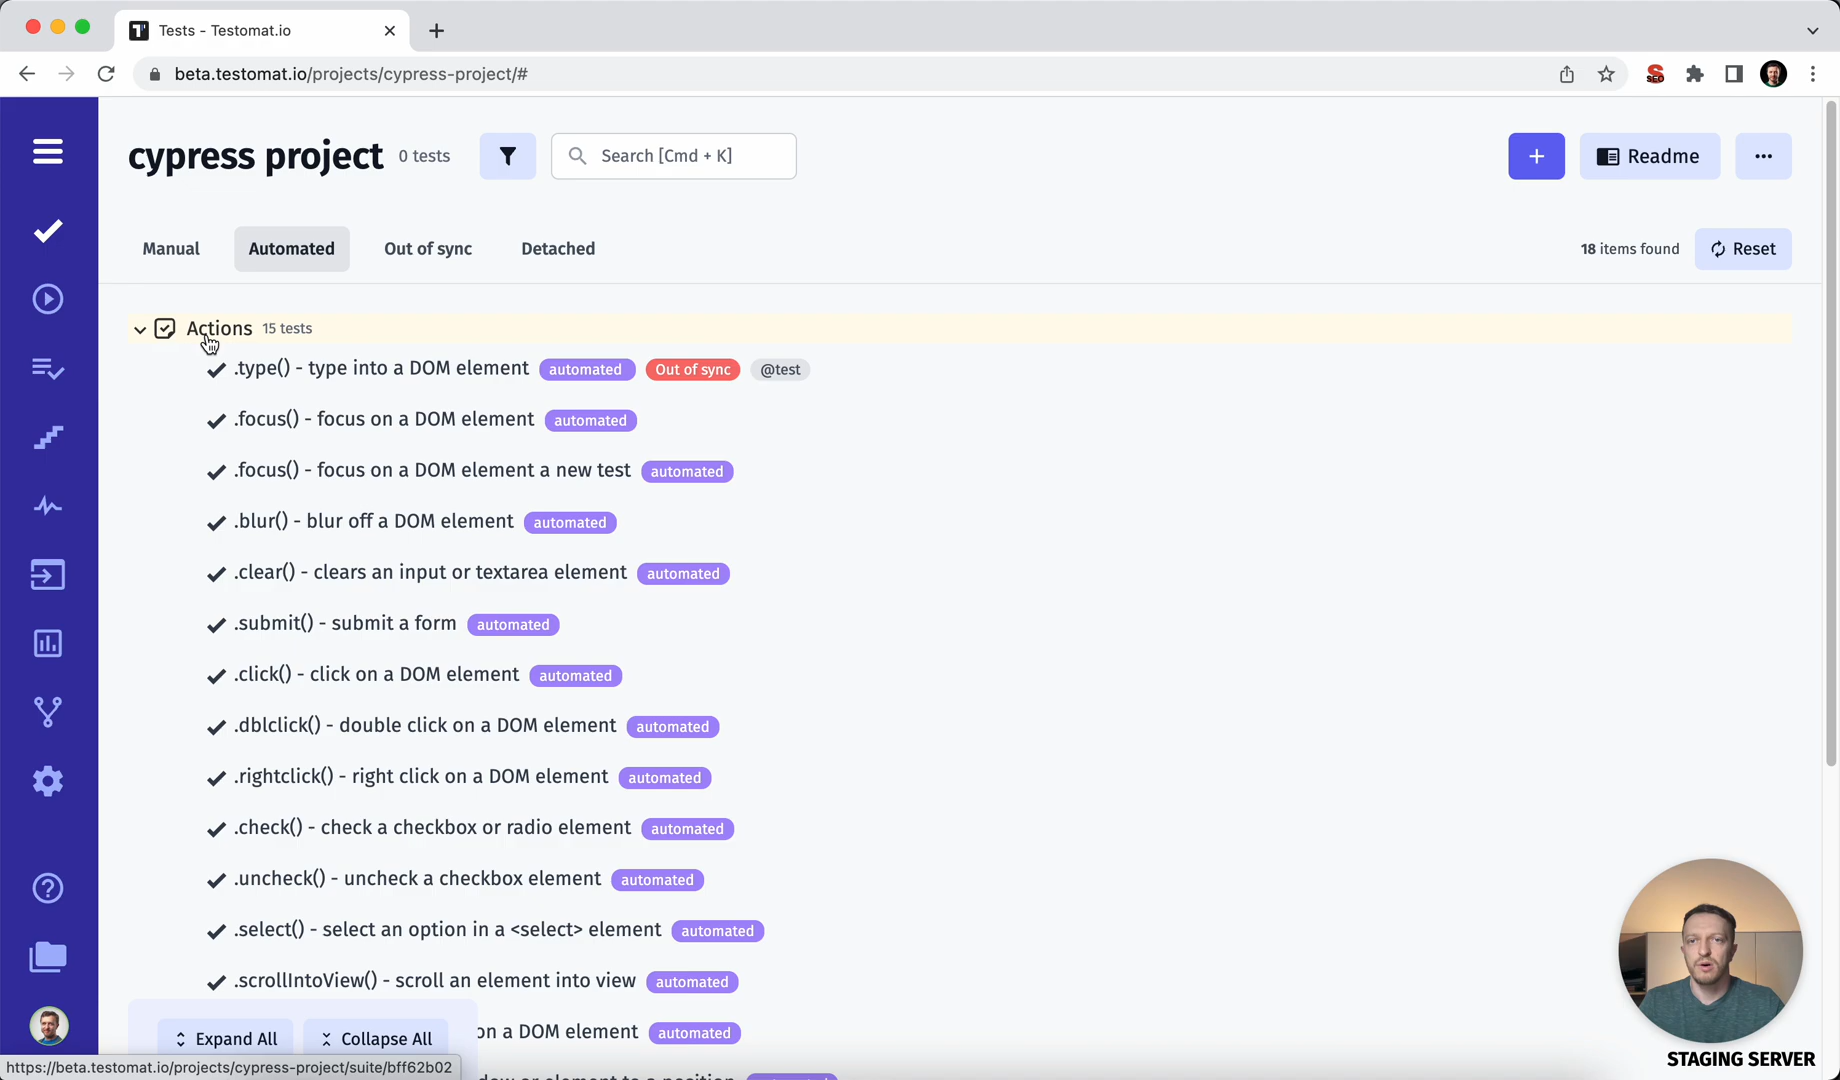 Tests - Testomat.io
beta.testomat.io/projects/cypress-project/#
SEO
cypress project 0 tests
Search [Cmd + K]
+ Readme ...
Manual Automated Out of sync Detached
18 items found Reset
Actions 15 tests
.type() - type into a DOM element automated Out of sync @test
.focus() - focus on a DOM element automated
.focus() - focus on a DOM element a new test automated
.blur() - blur off a DOM element automated
.clear() - clears an input or textarea element automated
.submit() - submit a form automated
.click() - click on a DOM element automated
.dblclick() - double click on a DOM element automated
.rightclick() - right click on a DOM element automated
.check() - check a checkbox or radio element automated
.uncheck() - uncheck a checkbox element automated
.select() - select an option in a <select> element automated
.scrollIntoView() - scroll an element into view automated
Expand All Collapse All
on a DOM element automated
https://beta.testomat.io/projects/cypress-project/suite/bff62b02
STAGING SERVER